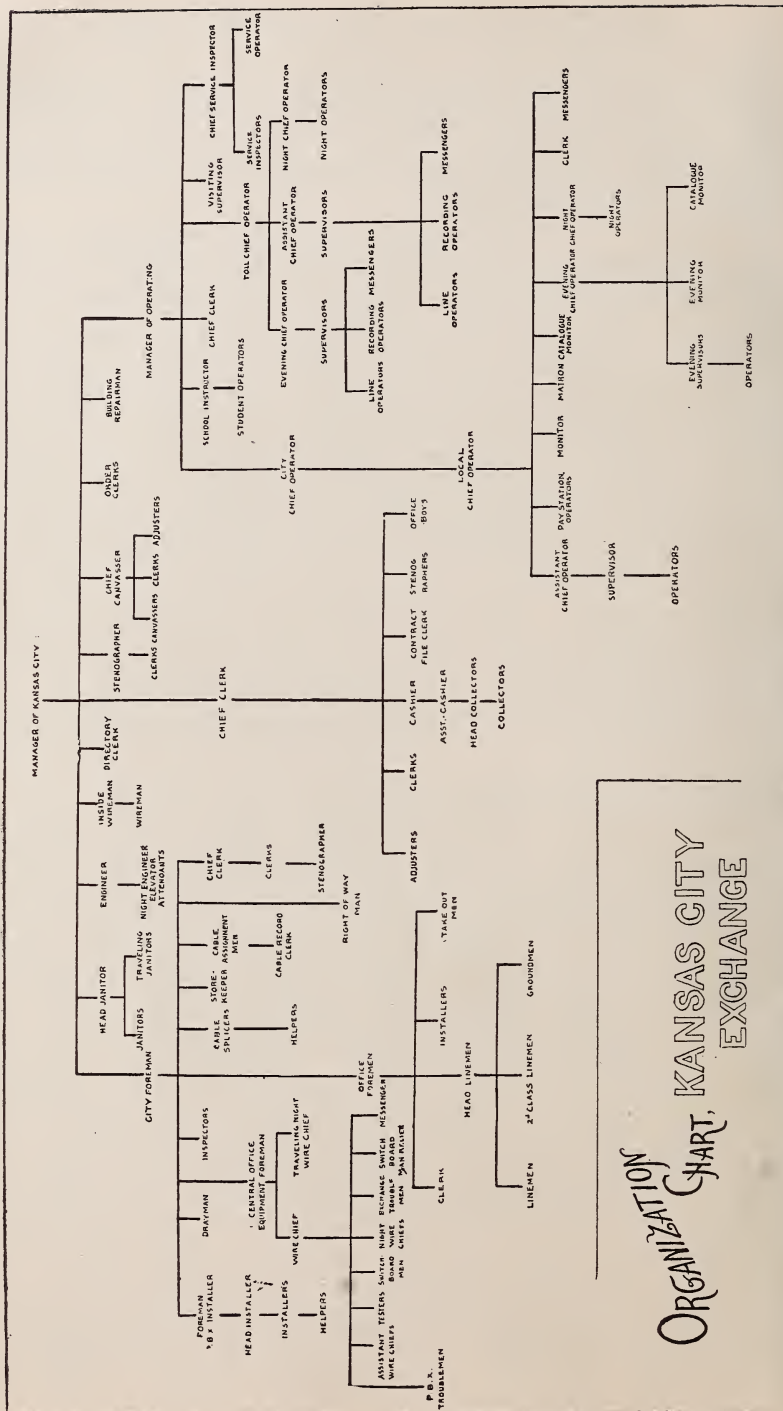 MANAGER OF KANSAS CITY
HEAD JANITOR
JANITORS
TRAVELING
JANITORS
ENGINEER
NIGHT ENGINEER
ELEVATOR
ATTENDANTS
INSIDE
WIREMAN
WIREMAN
DIRECTORY
CLERK
STENOGRAPHER
CLERKS
CHIEF
CANVASSER
CANVASSERS
CLERKS
ADJUSTERS
ORDER
CLERKS
BUILDING
REPAIRMAN
CITY FOREMAN
FOREMAN
P.B.X INSTALLER
HEAD INSTALLER
INSTALLERS
HELPERS
DRAYMAN
INSPECTORS
CENTRAL OFFICE
EQUIPMENT FOREMAN
WIRE CHIEF
TRAVELING NIGHT
WIRE CHIEF
P.B.X.
TROUBLEMEN
ASSISTANT
WIRE CHIEFS
TESTERS
SWITCH-
BOARD
MEN
NIGHT
WIRE
CHIEFS
EXCHANGE
TROUBLE
MEN
SWITCH
BOARD
MAN RELIEF
MESSENGER
CABLE
SPLICERS
HELPERS
STORE-
KEEPER
CABLE
ASSIGNMENT
MEN
CABLE RECORD
CLERK
RIGHT OF WAY
MAN
CHIEF
CLERK
CLERKS
STENOGRAPHER
OFFICE
FOREMEN
CLERK
INSTALLERS
TAKE OUT
MEN
HEAD LINEMEN
LINEMEN
2d CLASS LINEMEN
GROUNDMEN
CHIEF CLERK
ADJUSTERS
CLERKS
CASHIER
ASST. CASHIER
HEAD COLLECTORS
COLLECTORS
CONTRACT
FILE CLERK
STENOG
RAPHERS
OFFICE
BOYS
MANAGER OF OPERATING
CITY
CHIEF OPERATOR
SCHOOL INSTRUCTOR
STUDENT OPERATORS
CHIEF CLERK
TOLL CHIEF OPERATOR
VISITING
SUPERVISOR
CHIEF SERVICE INSPECTOR
SERVICE
INSPECTORS
SERVICE
OPERATOR
EVENING CHIEF OPERATOR
SUPERVISORS
LINE
OPERATORS
RECORDING
OPERATORS
MESSENGERS
ASSISTANT
CHIEF OPERATOR
SUPERVISORS
LINE
OPERATORS
RECORDING
OPERATORS
MESSENGERS
NIGHT CHIEF OPERATOR
NIGHT OPERATORS
LOCAL
CHIEF OPERATOR
ASSISTANT
CHIEF OPERATOR
SUPERVISOR
OPERATORS
PAY STATION
OPERATORS
MONITOR
MATRON
CATALOGUE
MONITOR
EVENING
CHIEF OPERATOR
EVENING
SUPERVISORS
OPERATORS
EVENING
MONITOR
CATALOGUE
MONITOR
NIGHT
CHIEF OPERATOR
NIGHT
OPERATORS
CLERK
MESSENGERS
ORGANIZATION
CHART, KANSAS CITY
EXCHANGE